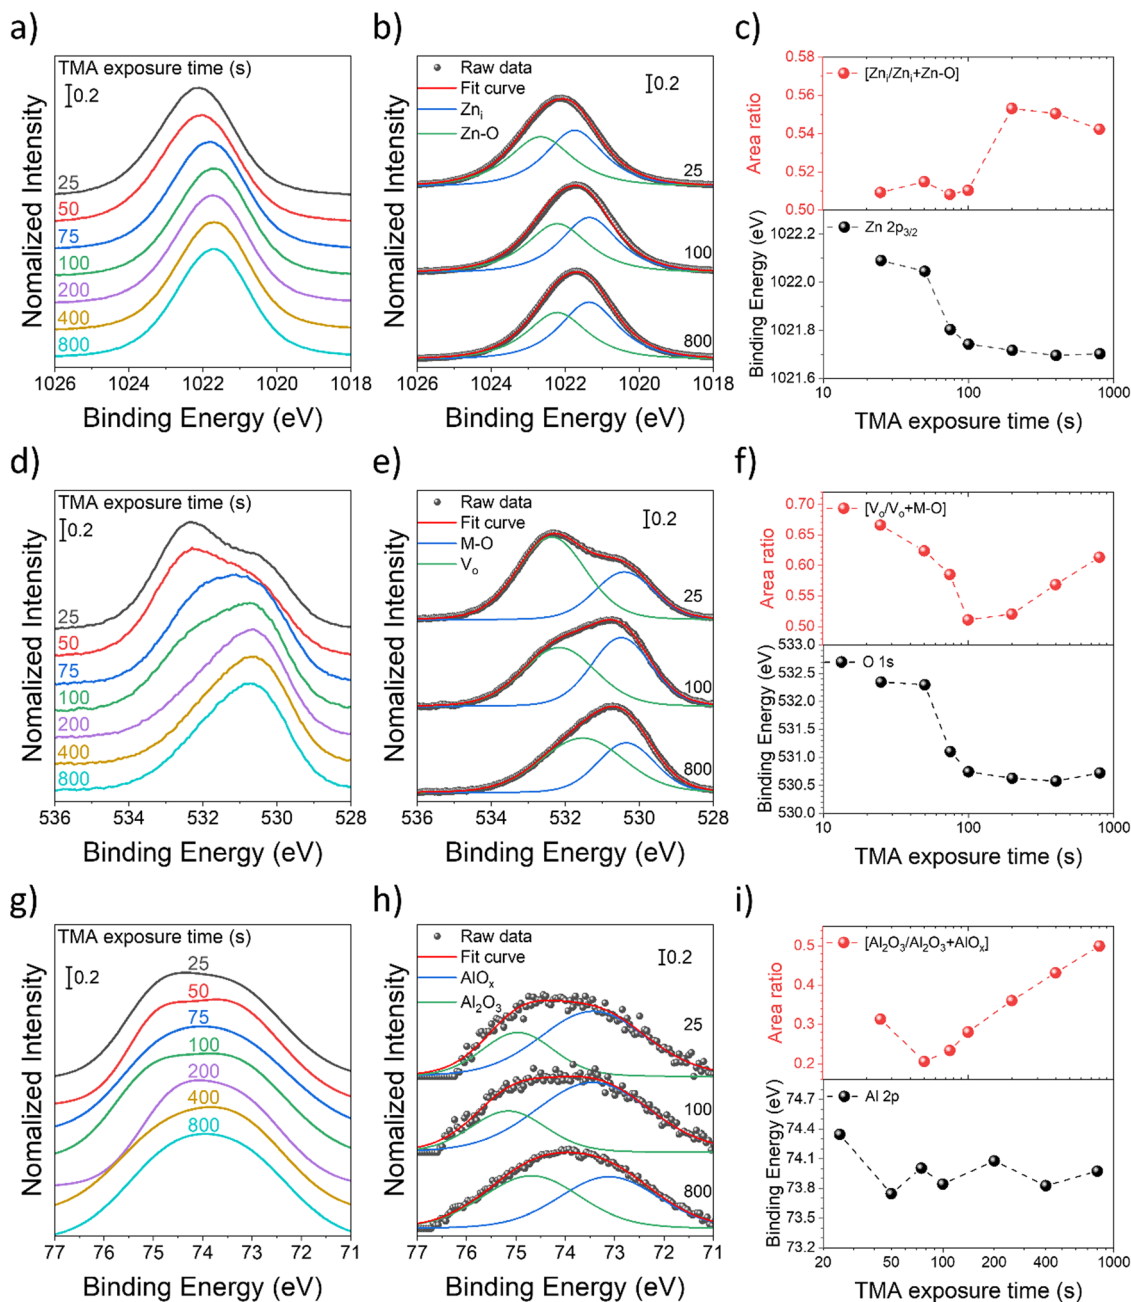 a)
TMA exposure time (s)
0.2
25
50
75
100
200
400
800
Nomalized Intensity
1026 1024 1022 1020 1018
Binding Energy (eV)
b)
Raw data
Fit curve
Zni
Zn-O
0.2
25
100
800
Nomalized Intensity
1026 1024 1022 1020 1018
Binding Energy (eV)
c)
[Zni/Zni+Zn-O]
Area ratio
0.58
0.56
0.54
0.52
0.50
Zn 2p3/2
Binding Energy (eV)
1022.2
1022.0
1021.8
1021.6
10 100 1000
TMA exposure time (s)
d)
TMA exposure time (s)
0.2
25
50
75
100
200
400
800
Nomalized Intensity
536 534 532 530 528
Binding Energy (eV)
e)
Raw data
Fit curve
M-O
Vo
0.2
25
100
800
Nomalized Intensity
536 534 532 530 528
Binding Energy (eV)
f)
[Vo/Vo+M-O]
Area ratio
0.70
0.65
0.60
0.55
0.50
O 1s
Binding Energy (eV)
533.0
532.5
532.0
531.5
531.0
530.5
530.0
10 100 1000
TMA exposure time (s)
g)
TMA exposure time (s)
0.2
25
50
75
100
200
400
800
Nomalized Intensity
77 76 75 74 73 72 71
Binding Energy (eV)
h)
Raw data
Fit curve
AlOx
Al2O3
0.2
25
100
800
Nomalized Intensity
77 76 75 74 73 72 71
Binding Energy (eV)
i)
[Al2O3/Al2O3+AlOx]
Area ratio
0.5
0.4
0.3
0.2
Al 2p
Binding Energy (eV)
74.7
74.4
74.1
73.8
73.5
73.2
20 50 100 200 400 1000
TMA exposure time (s)